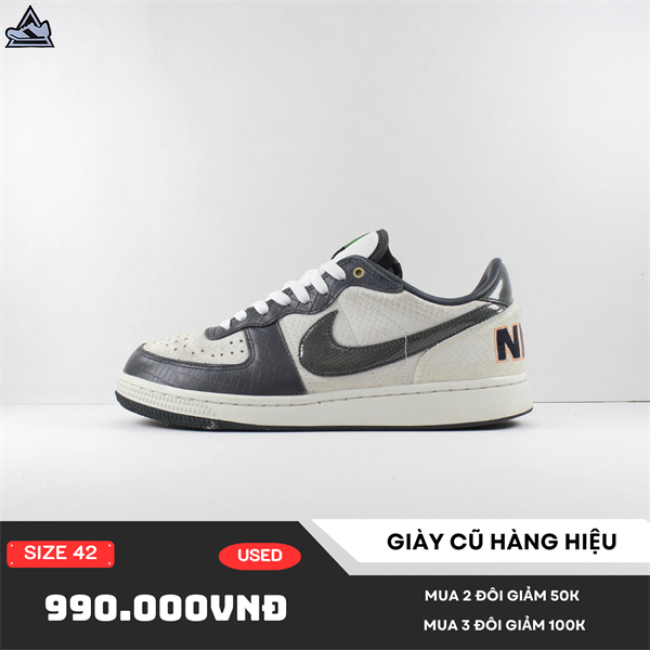 NI
SIZE 42
USED
GIÀY CŨ HÀNG HIỆU
990.000VNĐ
MUA 2 ĐÔI GIẢM 50K
MUA 3 ĐÔI GIẢM 100K